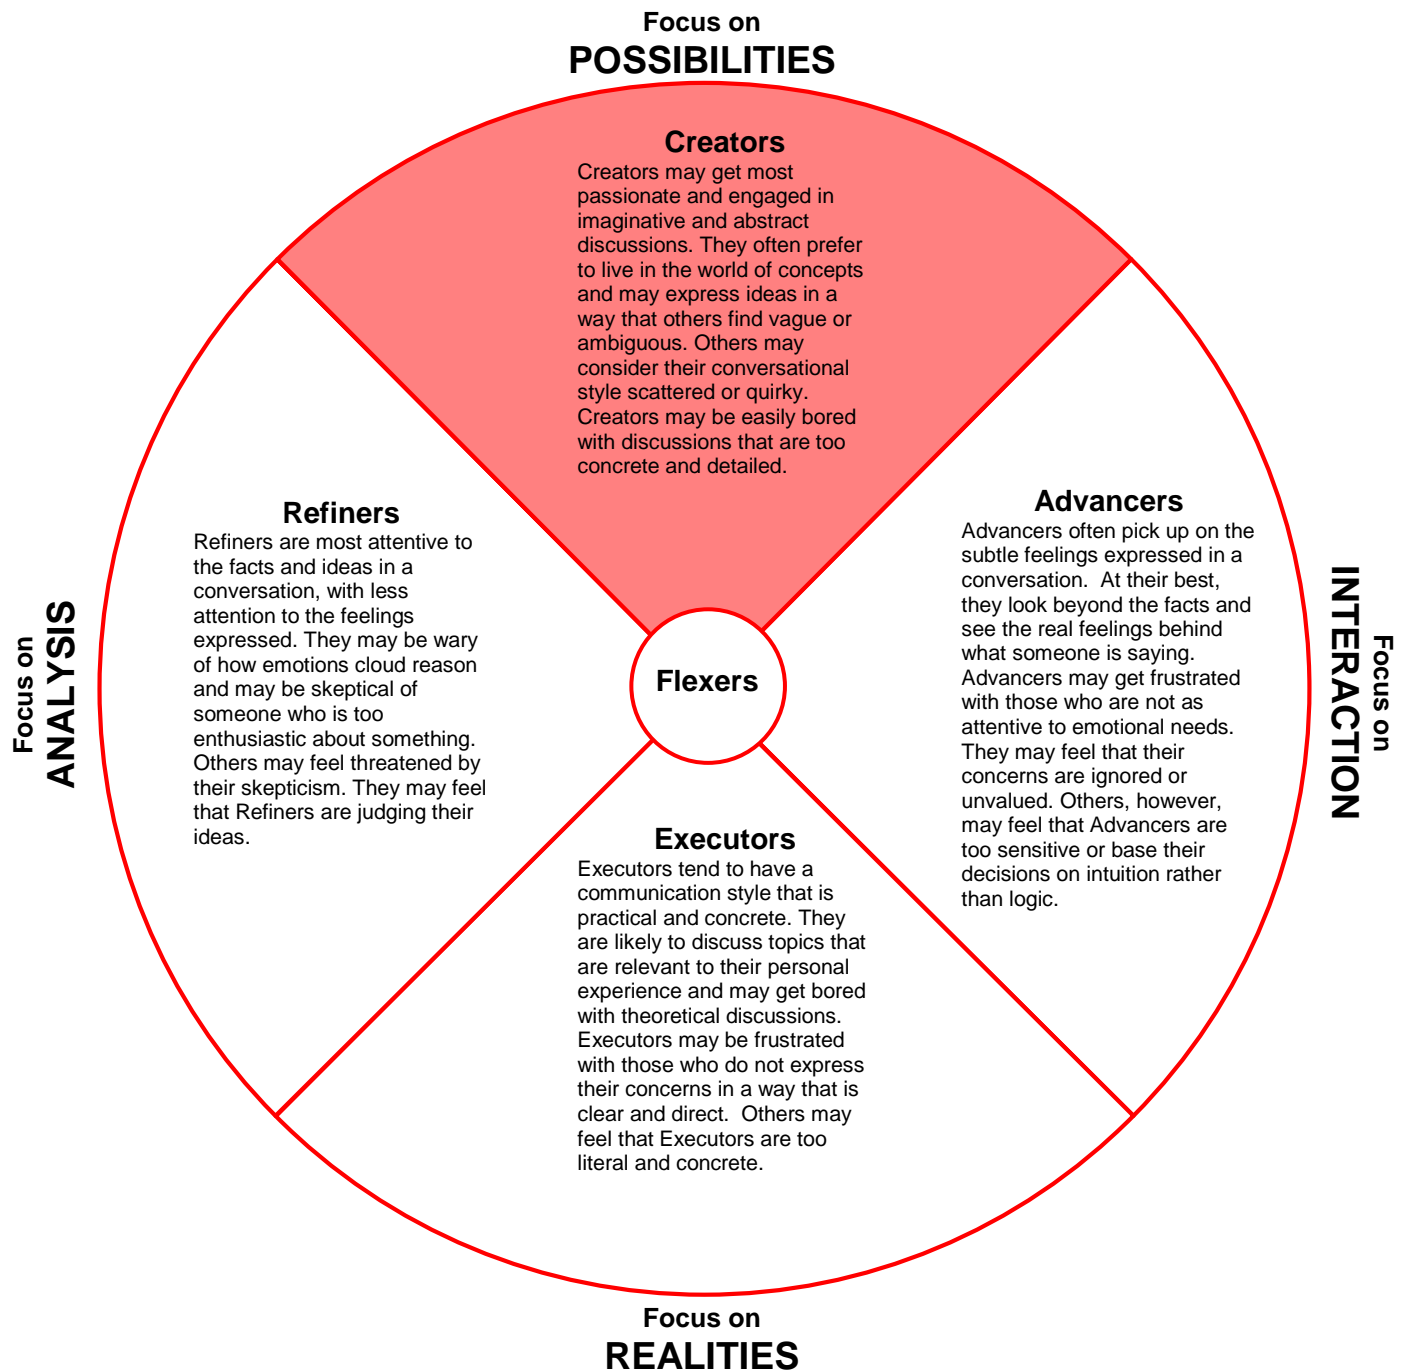 Focus on
POSSIBILITIES
Creators
Creators may get most
passionate and engaged in
imaginative and abstract
discussions. They often prefer
to live in the world of concepts
and may express ideas in a
way that others find vague or
ambiguous. Others may
consider their conversational
style scattered or quirky.
Creators may be easily bored
with discussions that are too
concrete and detailed.
Focus on
ANALYSIS
Refiners
Refiners are most attentive to
the facts and ideas in a
conversation, with less
attention to the feelings
expressed. They may be wary
of how emotions cloud reason
and may be skeptical of
someone who is too
enthusiastic about something.
Others may feel threatened by
their skepticism. They may feel
that Refiners are judging their
ideas.
Flexers
Advancers
Advancers often pick up on the
subtle feelings expressed in a
conversation.  At their best,
they look beyond the facts and
see the real feelings behind
what someone is saying.
Advancers may get frustrated
with those who are not as
attentive to emotional needs.
They may feel that their
concerns are ignored or
unvalued. Others, however,
may feel that Advancers are
too sensitive or base their
decisions on intuition rather
than logic.
Focus on
INTERACTION
Executors
Executors tend to have a
communication style that is
practical and concrete. They
are likely to discuss topics that
are relevant to their personal
experience and may get bored
with theoretical discussions.
Executors may be frustrated
with those who do not express
their concerns in a way that is
clear and direct.  Others may
feel that Executors are too
literal and concrete.
Focus on
REALITIES